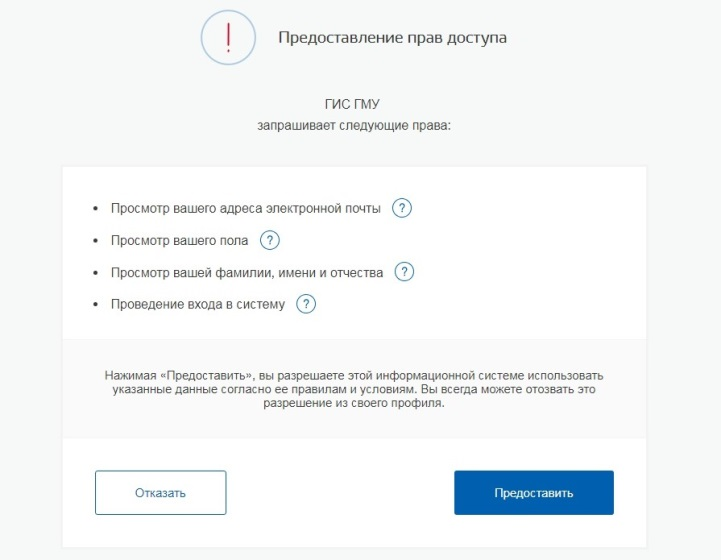 !
Предоставление прав доступа
ГИС ГМУ
запрашивает следующие права:
• Просмотр вашего адреса электронной почты ?
• Просмотр вашего пола ?
• Просмотр вашей фамилии, имени и отчества ?
• Проведение входа в систему ?
Нажимая «Предоставить», вы разрешаете этой информационной системе использовать
указанные данные согласно ее правилам и условиям. Вы всегда можете отозвать это
разрешение из своего профиля.
Отказать
Предоставить